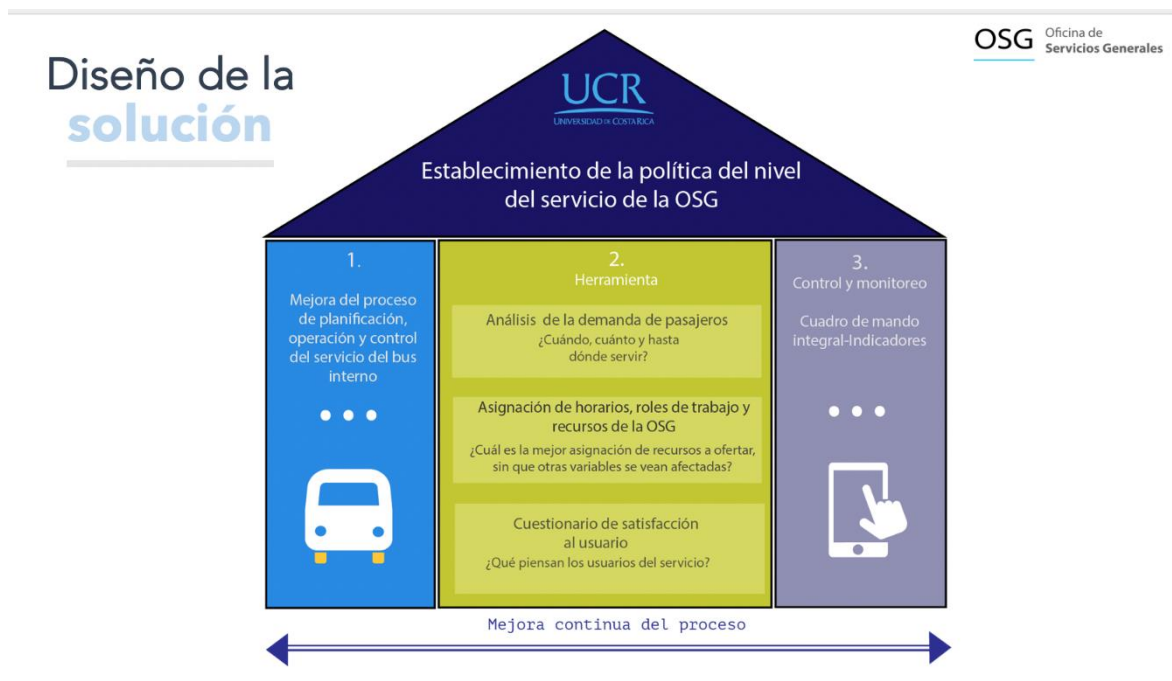 Diseño de la
solución
OSG
Oficina de
Servicios Generales
UCR
UNIVERSIDAD DE COSTA RICA
Establecimiento de la política del nivel
del servicio de la OSG
1.
Mejora del proceso
de planificación,
operación y control
del servicio del bus
interno
2.
Herramienta
Análisis de la demanda de pasajeros
¿Cuándo, cuánto y hasta
dónde servir?
Asignación de horarios, roles de trabajo y
recursos de la OSG
¿Cuál es la mejor asignación de recursos a ofertar,
sin que otras variables se vean afectadas?
Cuestionario de satisfacción
al usuario
¿Qué piensan los usuarios del servicio?
3.
Control y monitoreo
Cuadro de mando
integral-Indicadores
Mejora continua del proceso